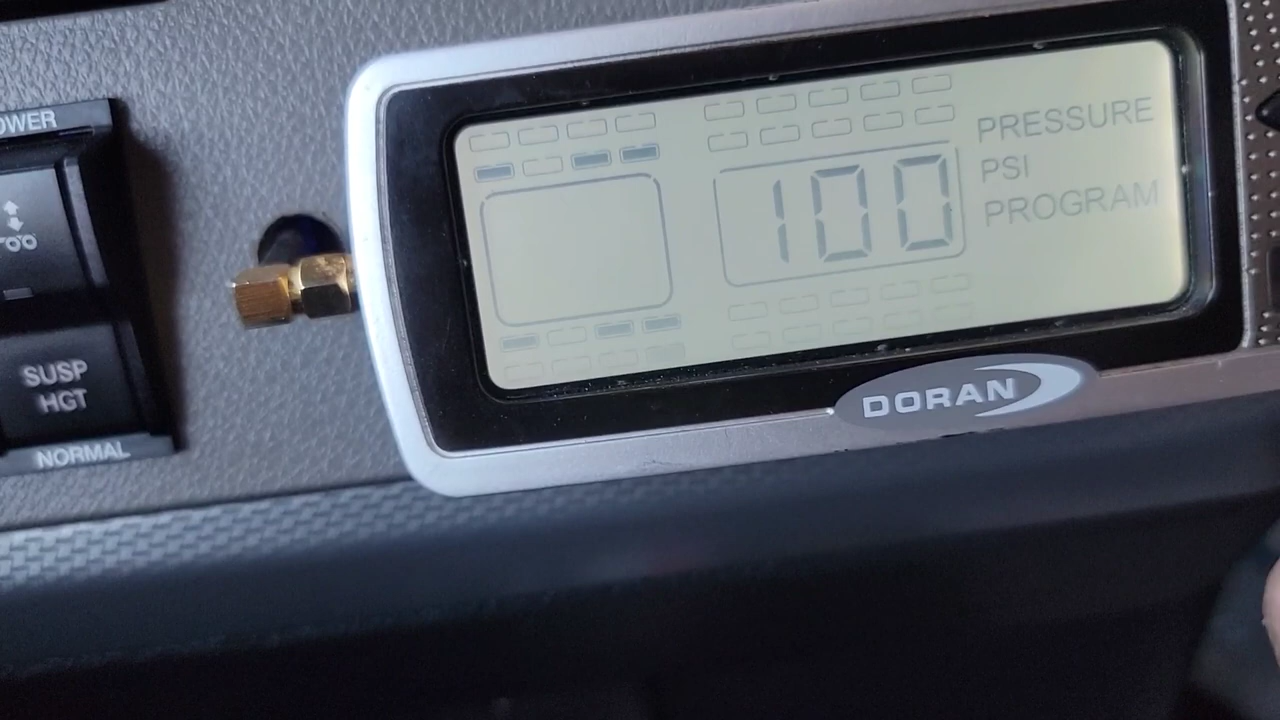 OWER
SUSP
HGT
NORMAL
100
PRESSURE
PSI
PROGRAM
DORAN